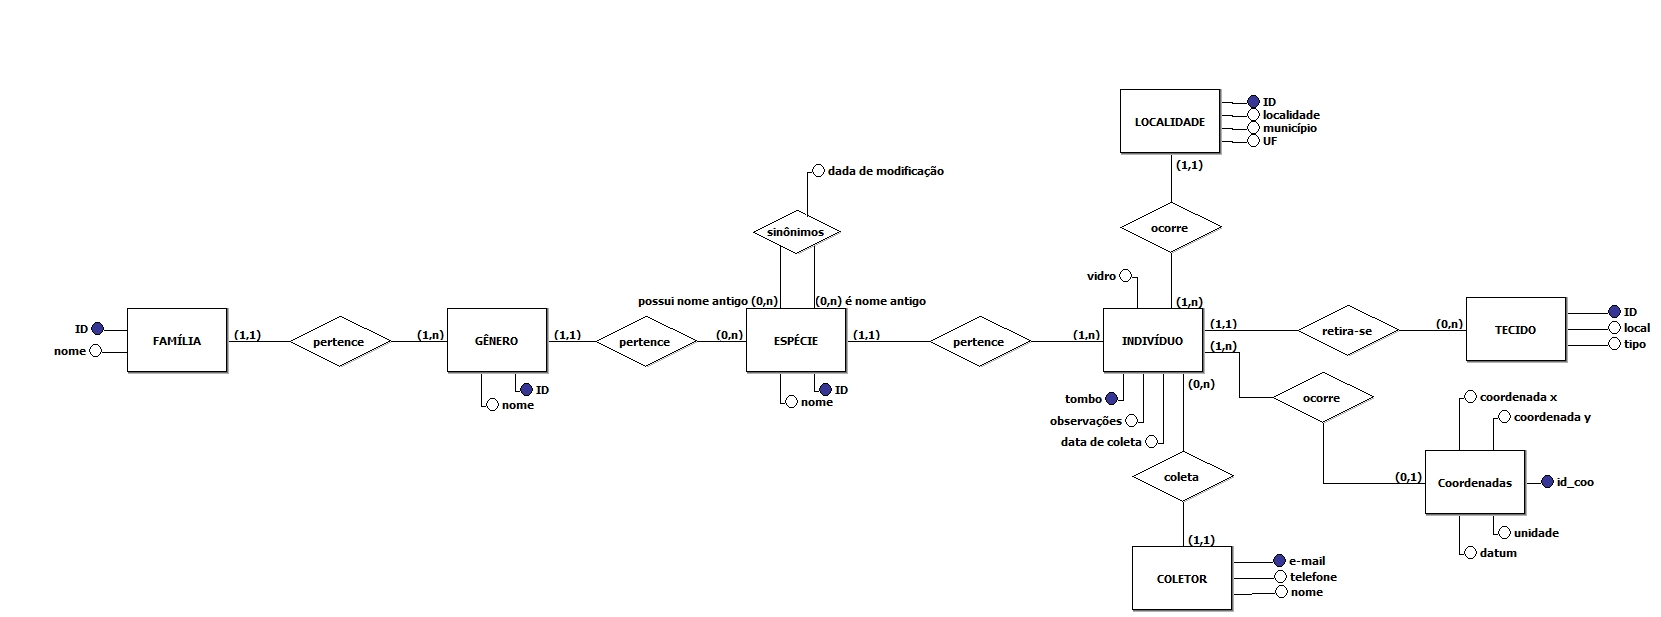 ID
localidade
município
UF
LOCALIDADE
(1,1)
dada de modificação
sinônimos
ocorre
vidro
possui nome antigo (0,n)
(0,n) é nome antigo
(1,n)
ID
nome
FAMÍLIA
(1,1)
pertence
(1,n)
GÊNERO
(1,1)
pertence
(0,n)
ESPÉCIE
(1,1)
pertence
(1,n)
INDIVÍDUO
(1,1)
retira-se
(0,n)
TECIDO
ID
local
tipo
(1,n)
ID
nome
ID
nome
(0,n)
tombo
observações
data de coleta
ocorre
coordenada x
coordenada y
(0,1)
Coordenadas
id_coo
unidade
datum
coleta
(1,1)
COLETOR
e-mail
telefone
nome